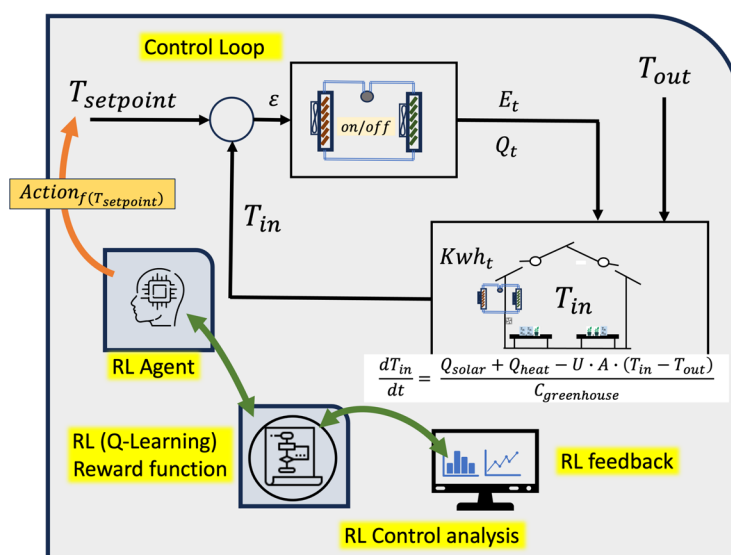 Control Loop
T_setpoint
ε
on/off
E_t
Q_t
T_out
Action_f(T_setpoint)
T_in
Kwh_t
T_in
dT_in/dt = (Q_solar + Q_heat − U · A · (T_in − T_out))/C_greenhouse
RL Agent
RL (Q-Learning)
Reward function
RL feedback
RL Control analysis